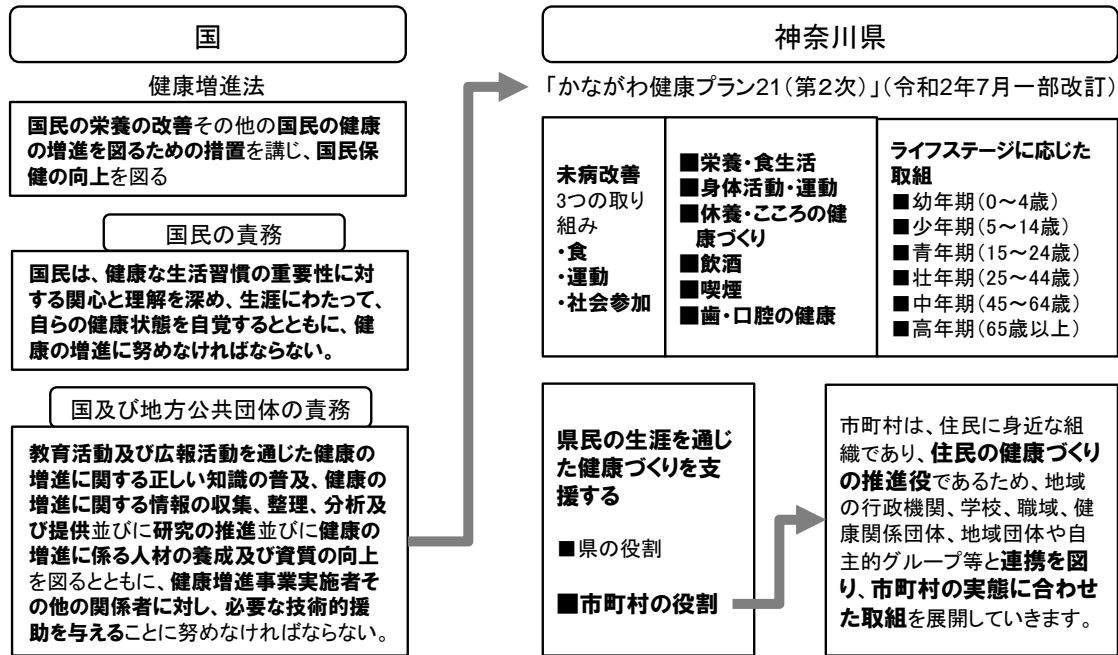 国
健康増進法
国民の栄養の改善その他の国民の健康
の増進を図るための措置を講じ、国民保
健の向上を図る
国民の責務
国民は、健康な生活習慣の重要性に対
する関心と理解を深め、生涯にわたって、
自らの健康状態を自覚するとともに、健
康の増進に努めなければならない。
国及び地方公共団体の責務
教育活動及び広報活動を通じた健康の
増進に関する正しい知識の普及、健康の
増進に関する情報の収集、整理、分析及
び提供並びに研究の推進並びに健康の
増進に係る人材の養成及び資質の向上
を図るとともに、健康増進事業実施者そ
の他の関係者に対し、必要な技術的援
助を与えることに努めなければならない。
神奈川県
「かながわ健康プラン21（第2次）」（令和2年7月一部改訂）
未病改善
3つの取り
組み
・食
・運動
・社会参加
■栄養・食生活
■身体活動・運動
■休養・こころの健
康づくり
■飲酒
■喫煙
■歯・口腔の健康
ライフステージに応じた
取組
■幼年期（0～4歳）
■少年期（5～14歳）
■青年期（15～24歳）
■壮年期（25～44歳）
■中年期（45～64歳）
■高年期（65歳以上）
県民の生涯を通じ
た健康づくりを支
援する
■県の役割
■市町村の役割
市町村は、住民に身近な組
織であり、住民の健康づくり
の推進役であるため、地域
の行政機関、学校、職域、健
康関係団体、地域団体や自
主的グループ等と連携を図
り、市町村の実態に合わせ
た取組を展開していきます。